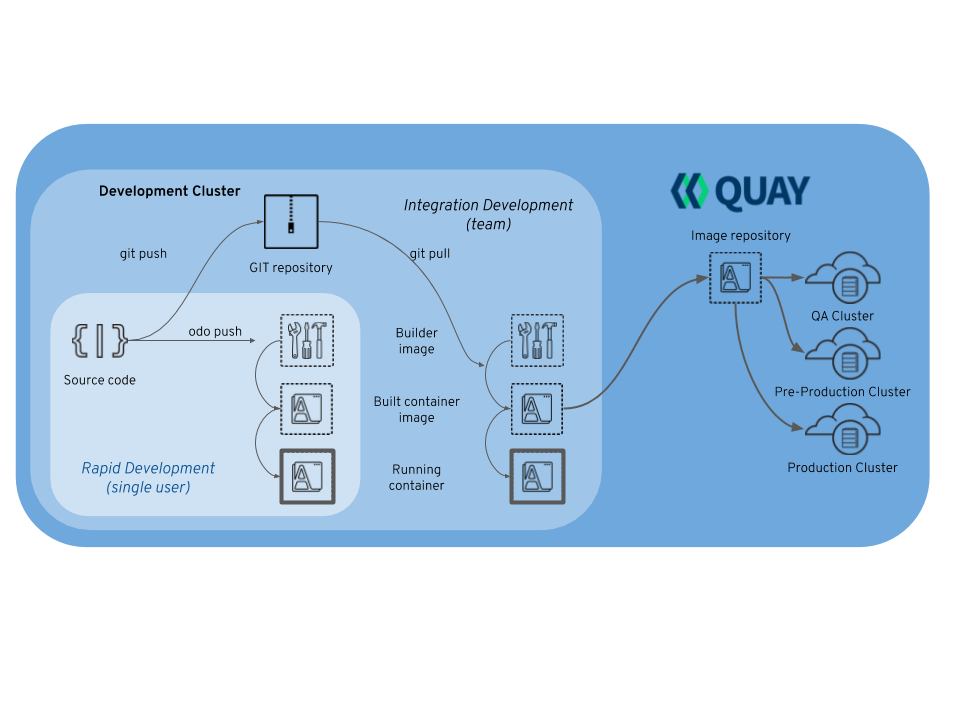 Development Cluster
Integration Development
(team)
QUAY
Image repository
git push
GIT repository
git pull
QA Cluster
odo push
Builder
image
Source code
Pre-Production Cluster
Built container
image
Rapid Development
(single user)
Running
container
Production Cluster